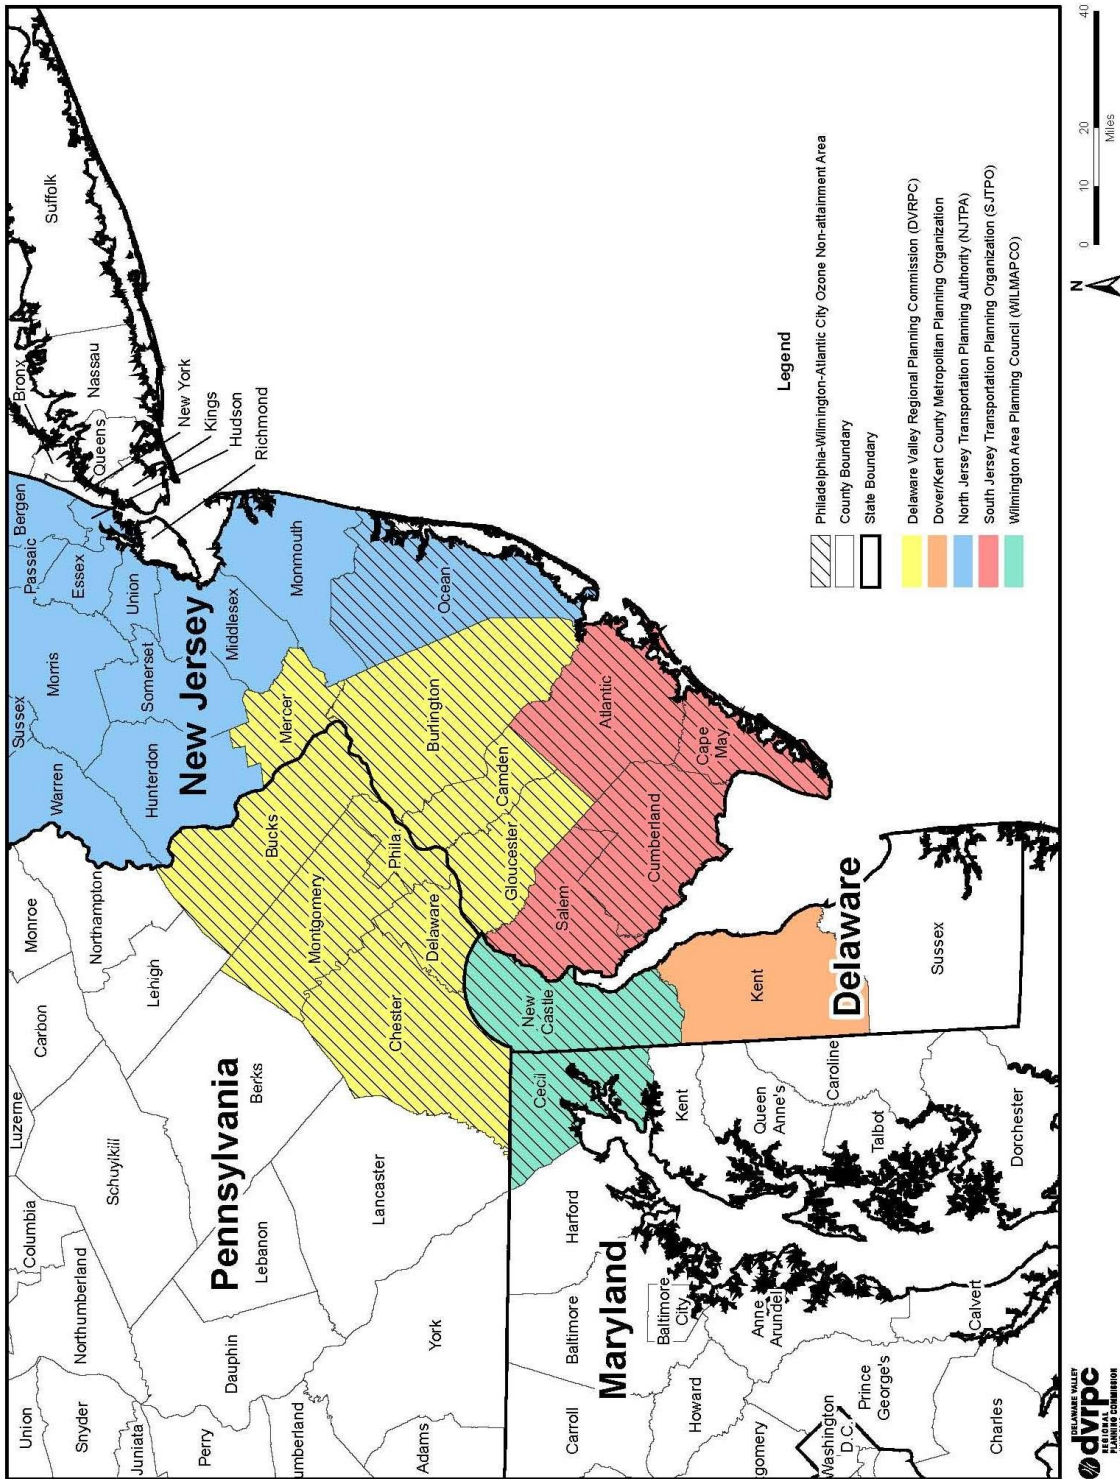 Union
Snyder
Juniata
Perry
umberland
Adams
Northumberland
Dauphin
York
Columbia
Lebanon
Pennsylvania
Luzerne
Schuyikill
Lancaster
Carbon
Berks
Monroe
Northampton
Lehigh
Chester
Montgomery
Delaware
Bucks
Phila
Warren
Sussex
Hunterdon
Morris
Somerset
New Jersey
Passaic
Bergen
Essex
Union
Middlesex
Mercer
Monmouth
Ocean
Burlington
Camden
Gloucester
Salem
Cumberland
Atlantic
Cape
May
Bronx
Queens
Nassau
Suffolk
New York
Kings
Hudson
Richmond
Carroll
Baltimore
Harford
Cecil
New
Castle
Maryland
Baltimore
City
Howard
Anne
Arundel
gomery
Washington
D.C.
Prince
George's
Charles
Calvert
Kent
Queen
Anne's
Caroline
Talbot
Dorchester
Kent
Delaware
Sussex
Legend
Philadelphia-Wilmington-Atlantic City Ozone Non-attainment Area
County Boundary
State Boundary
Delaware Valley Regional Planning Commission (DVRPC)
Dover/Kent County Metropolitan Planning Organization
North Jersey Transportation Planning Authority (NJTPA)
South Jersey Transportation Planning Organization (SJTPO)
Wilmington Area Planning Council (WILMAPCO)
N
0 10 20 40
Miles
dvrpc
DELAWARE VALLEY
REGIONAL
PLANNING COMMISSION